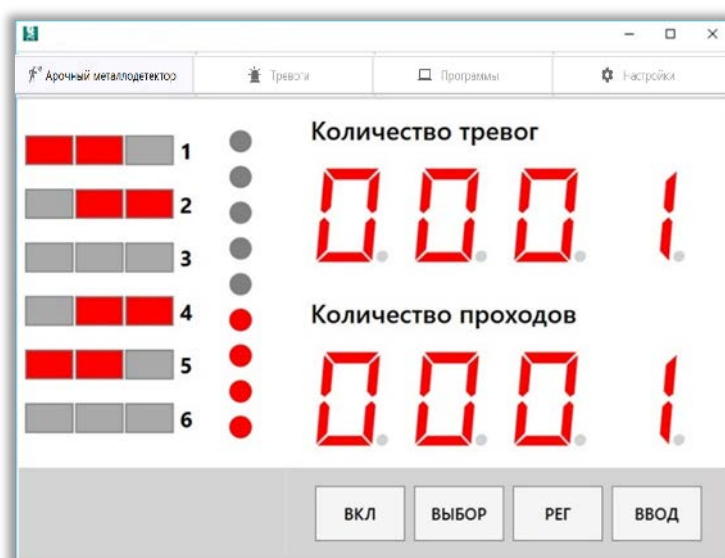 Арочный металлодетектор
Тревоги
Программы
Настройки
1
2
3
4
5
6
Количество тревог
0001
Количество проходов
0001
ВКЛ
ВЫБОР
РЕГ
ВВОД